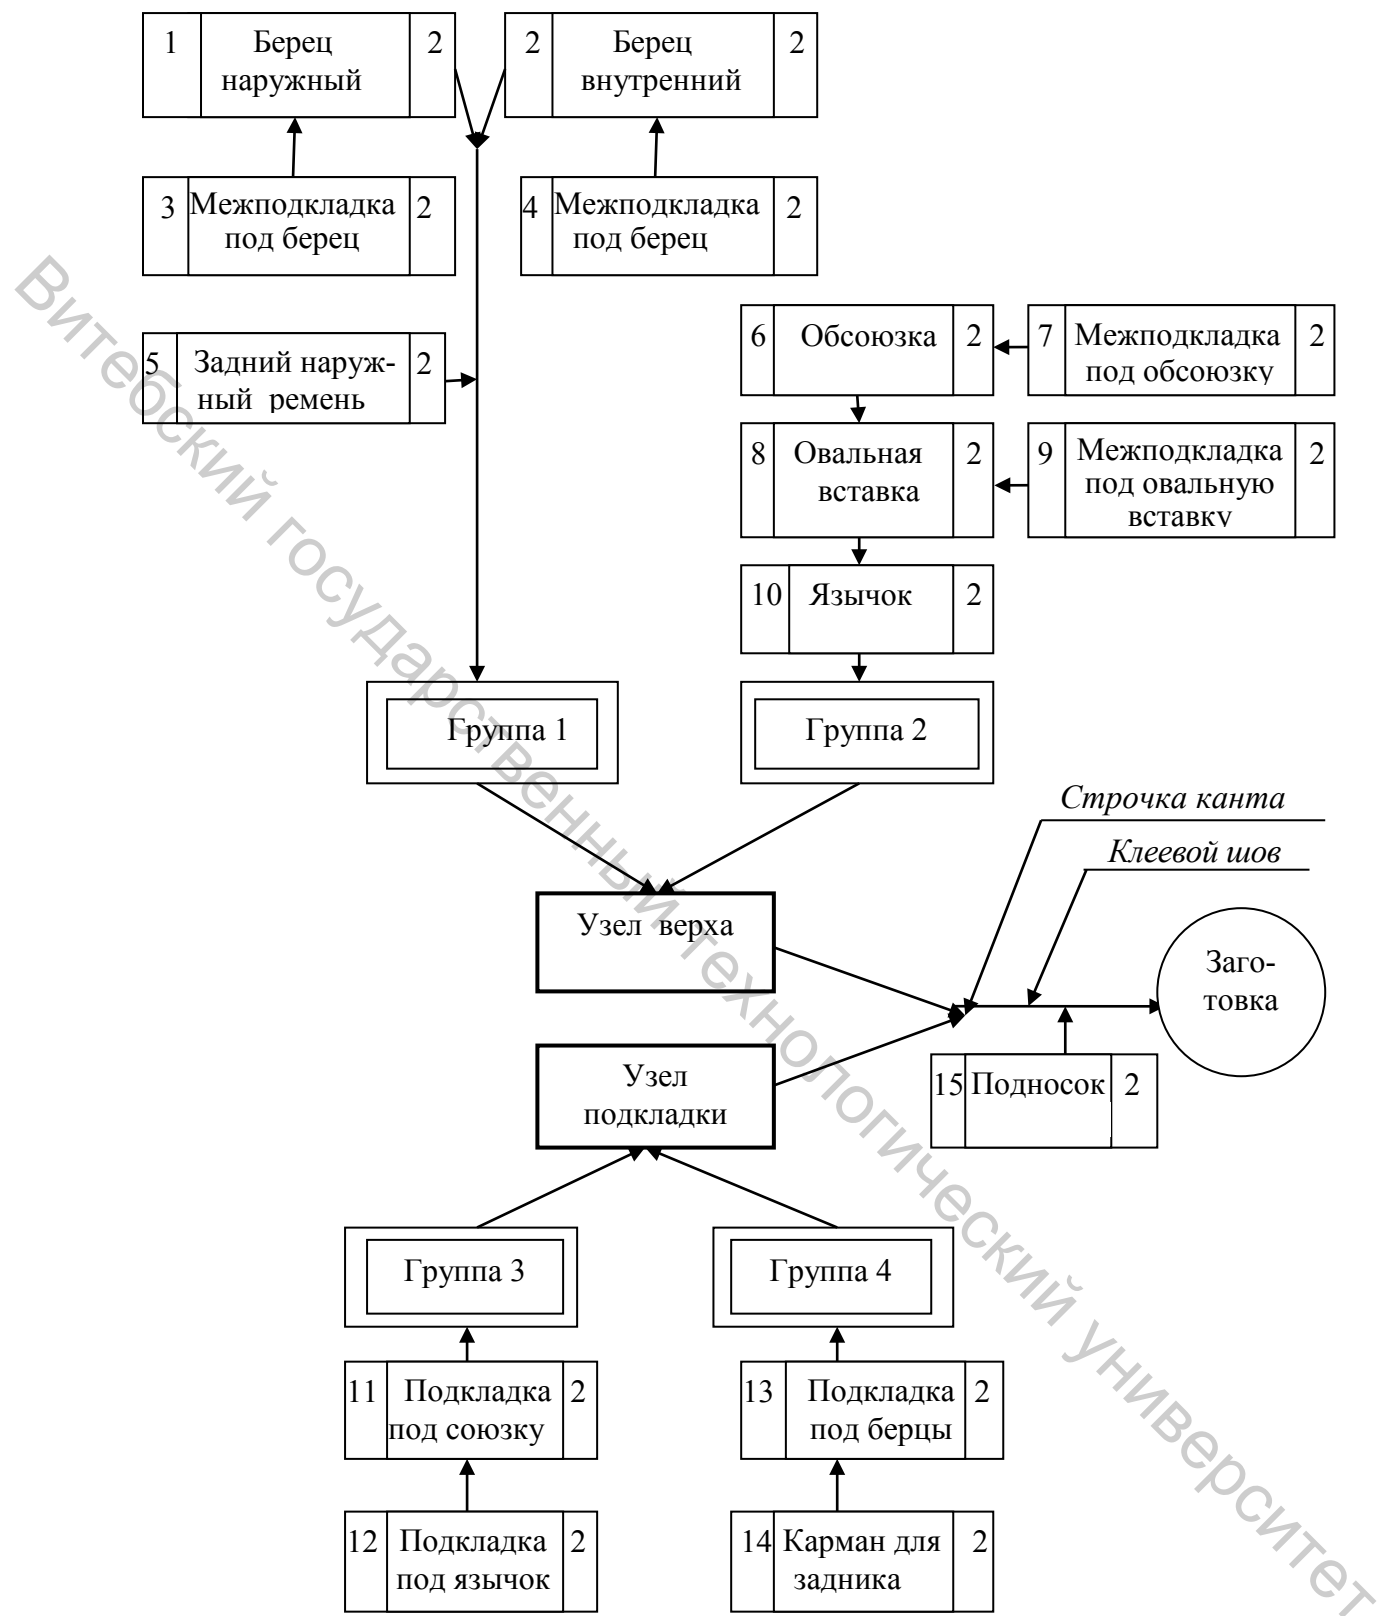 1 Берец 2
наружный
2 Берец 2
внутренний
3 Межподкладка 2
под берец
4 Межподкладка 2
под берец
5 Задний наруж- 2
ный ремень
6 Обсоюзка 2
7 Межподкладка 2
под обсоюзку
8 Овальная 2
вставка
9 Межподкладка 2
под овальную
вставку
10 Язычок 2
Группа 1
Группа 2
Строчка канта
Клеевой шов
Узел верха
Заго-
товка
Узел
подкладки
15 Подносок 2
Группа 3
Группа 4
11 Подкладка 2
под союзку
13 Подкладка 2
под берцы
12 Подкладка 2
под язычок
14 Карман для 2
задника
Витебский государственный технологический университет